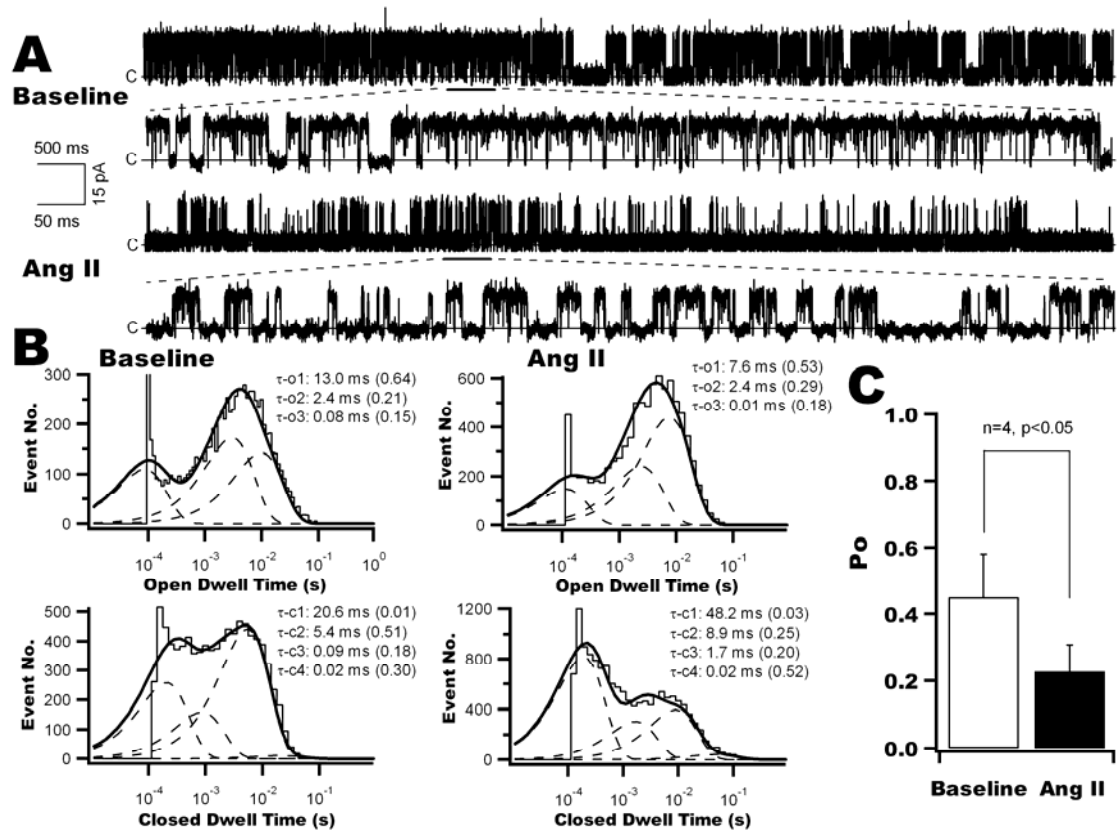 A
C
Baseline
500 ms
C
15 pA
50 ms
C
Ang II
C
B
Baseline
300
200
100
0
Event No.
τ-o1: 13.0 ms (0.64)
τ-o2: 2.4 ms (0.21)
τ-o3: 0.08 ms (0.15)
10-4 10-3 10-2 10-1 100
Open Dwell Time (s)
Ang II
600
400
200
0
Event No.
τ-o1: 7.6 ms (0.53)
τ-o2: 2.4 ms (0.29)
τ-o3: 0.01 ms (0.18)
10-4 10-3 10-2 10-1
Open Dwell Time (s)
500
400
300
200
100
0
Event No.
τ-c1: 20.6 ms (0.01)
τ-c2: 5.4 ms (0.51)
τ-c3: 0.09 ms (0.18)
τ-c4: 0.02 ms (0.30)
10-4 10-3 10-2 10-1
Closed Dwell Time (s)
1200
800
400
0
Event No.
τ-c1: 48.2 ms (0.03)
τ-c2: 8.9 ms (0.25)
τ-c3: 1.7 ms (0.20)
τ-c4: 0.02 ms (0.52)
10-4 10-3 10-2 10-1
Closed Dwell Time (s)
C
1.0
0.8
0.6
0.4
0.2
0.0
Po
n=4, p<0.05
Baseline Ang II